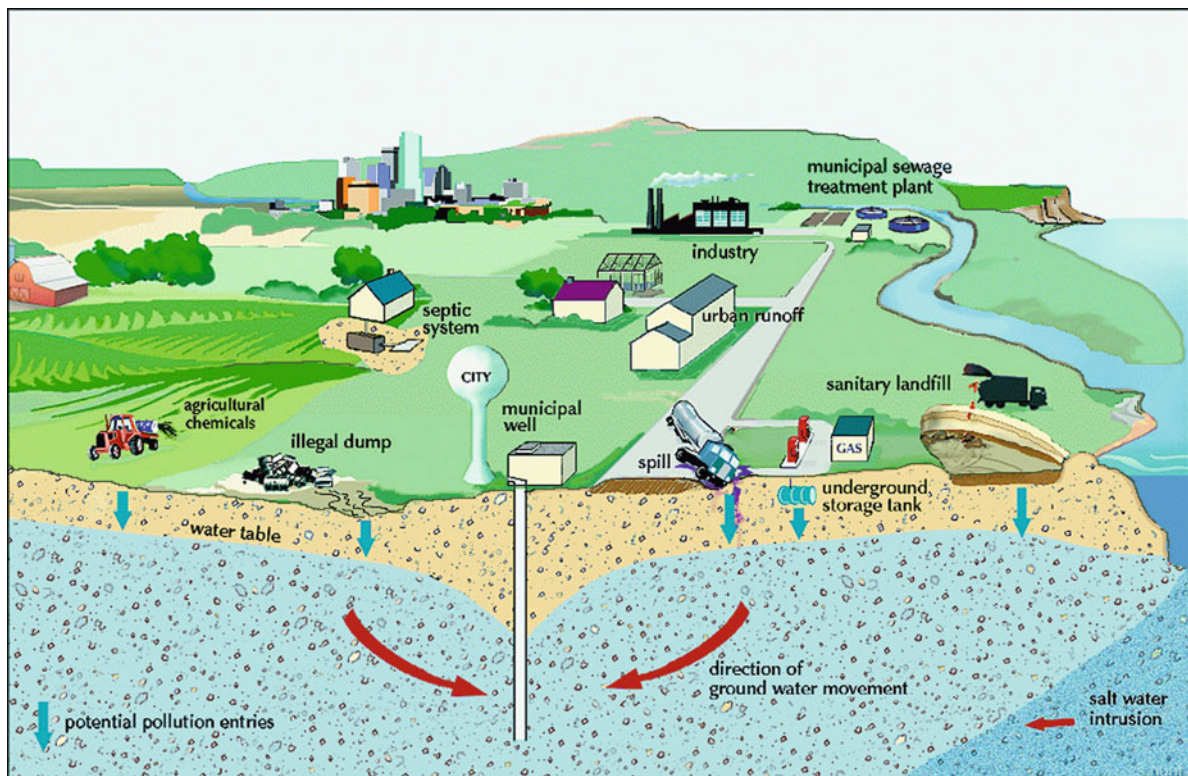 municipal sewage
treatment plant
industry
septic
system
urban runoff
CITY
sanitary landfill
agricultural
chemicals
municipal
well
illegal dump
GAS
spill
underground
storage tank
water table
direction of
ground water movement
potential pollution entries
salt water
intrusion